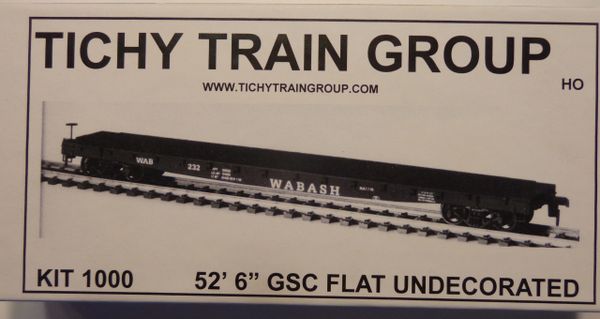 TICHY TRAIN GROUP
WWW.TICHYTRAINGROUP.COM
HO
WAB 232
WABASH
KIT 1000 52' 6" GSC FLAT UNDECORATED